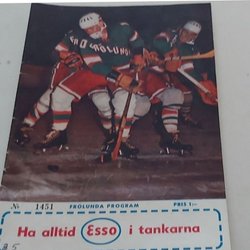 FRÖLUNDA
№ 1451 FRÖLUNDA PROGRAM PRIS 1:—
Ha alltid Esso i tankarna